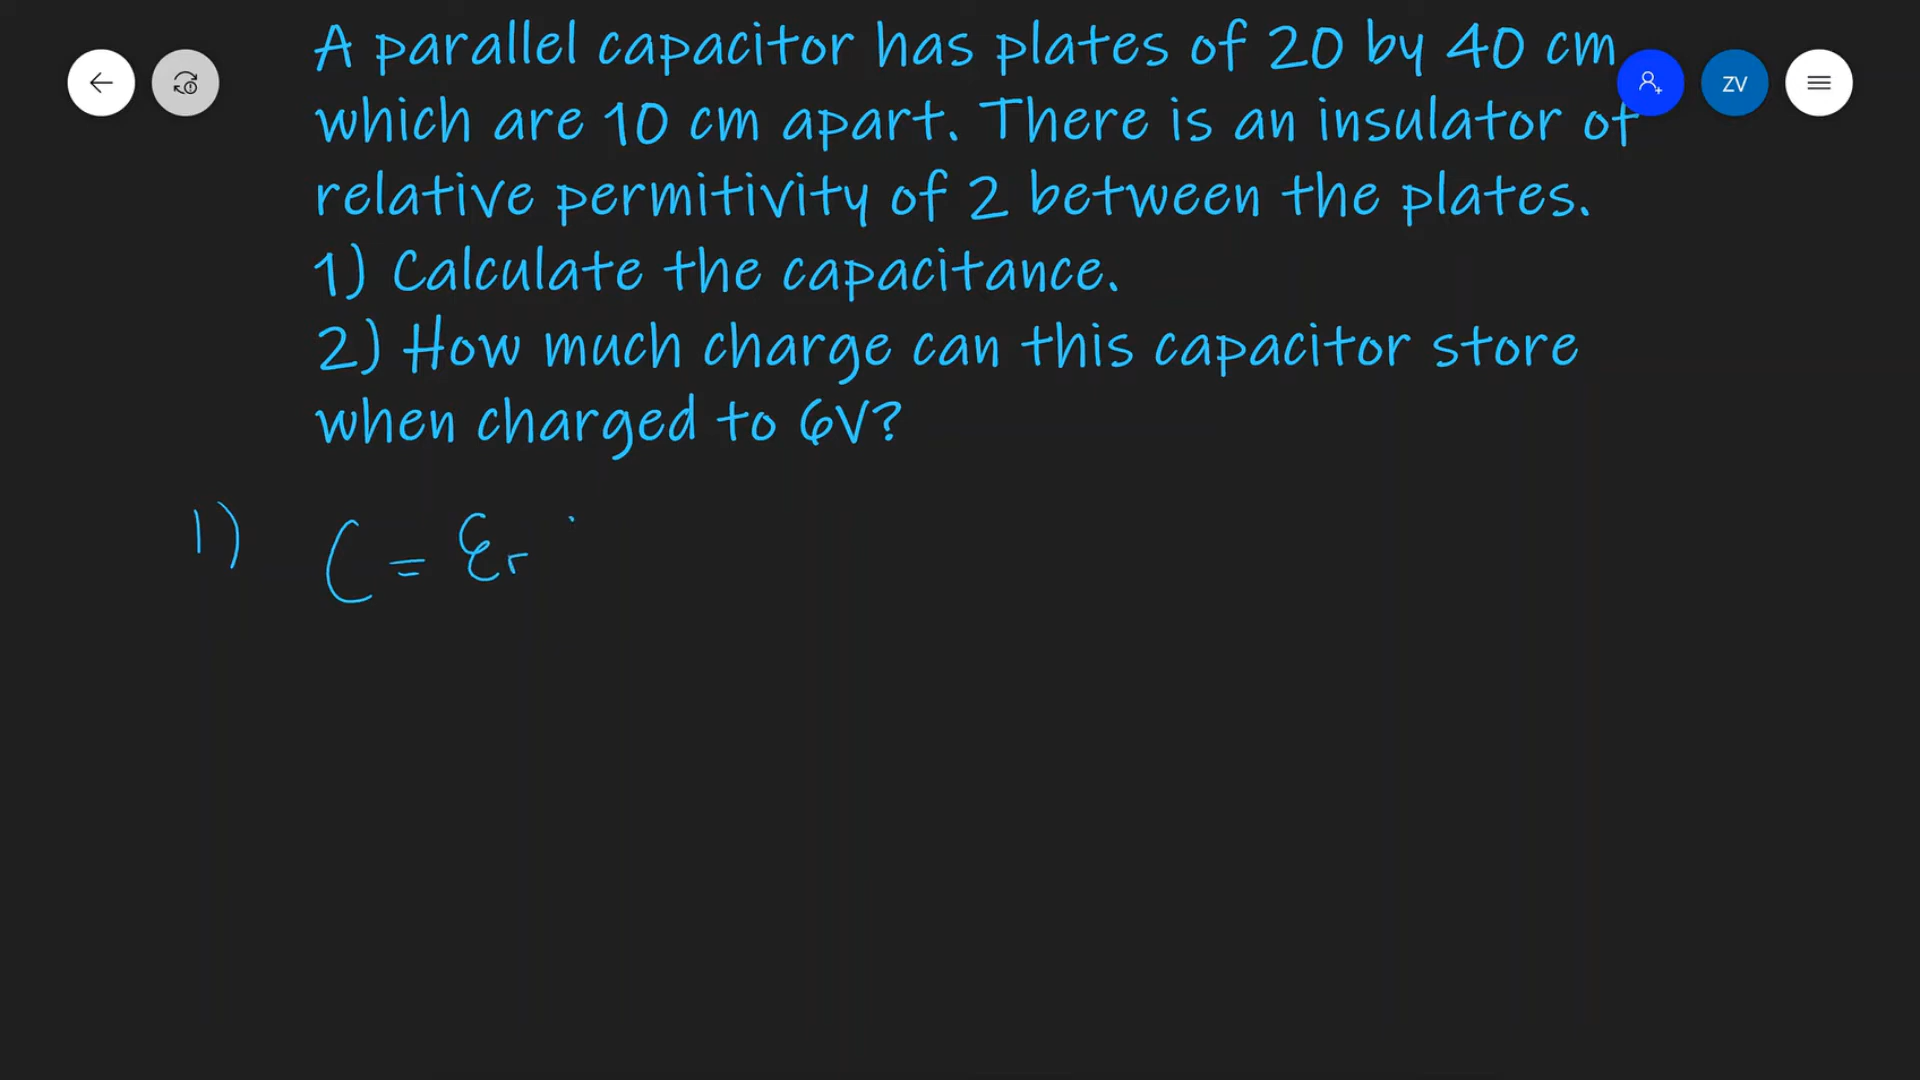 A parallel capacitor has plates of 20 by 40 cm
which are 10 cm apart. There is an insulator of
relative permitivity of 2 between the plates.
1) Calculate the capacitance.
2) How much charge can this capacitor store
when charged to 6V?
ZV
1) C = εr